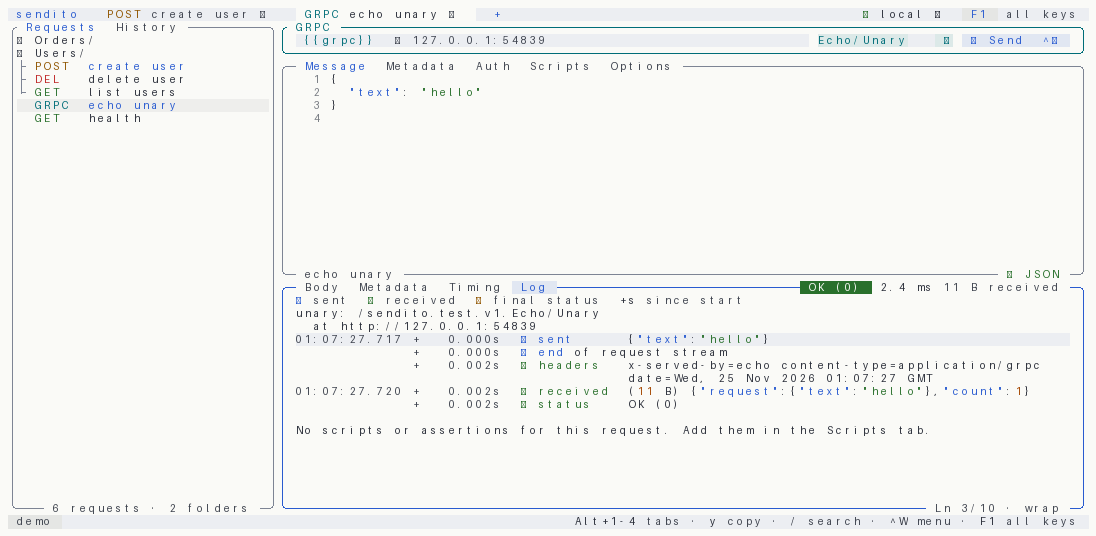 sendito POST create user GRPC echo unary + local F1 all keys
Requests History
Orders/
Users/
POST create user
DEL delete user
GET list users
GRPC echo unary
GET health
6 requests · 2 folders
GRPC
{{grpc}} 127.0.0.1:54839 Echo/Unary Send ^
Message Metadata Auth Scripts Options
1 {
2 "text": "hello"
3 }
4
echo unary JSON
Body Metadata Timing Log OK (0) 2.4 ms 11 B received
sent received final status +s since start
unary: /sendito.test.v1.Echo/Unary
at http://127.0.0.1:54839
01:07:27.717 + 0.000s sent {"text":"hello"}
+ 0.000s end of request stream
+ 0.002s headers x-served-by=echo content-type=application/grpc
date=Wed, 25 Nov 2026 01:07:27 GMT
01:07:27.720 + 0.002s received (11 B) {"request":{"text":"hello"},"count":1}
+ 0.002s status OK (0)
No scripts or assertions for this request. Add them in the Scripts tab.
Ln 3/10 · wrap
demo Alt+1-4 tabs · y copy · / search · ^W menu · F1 all keys